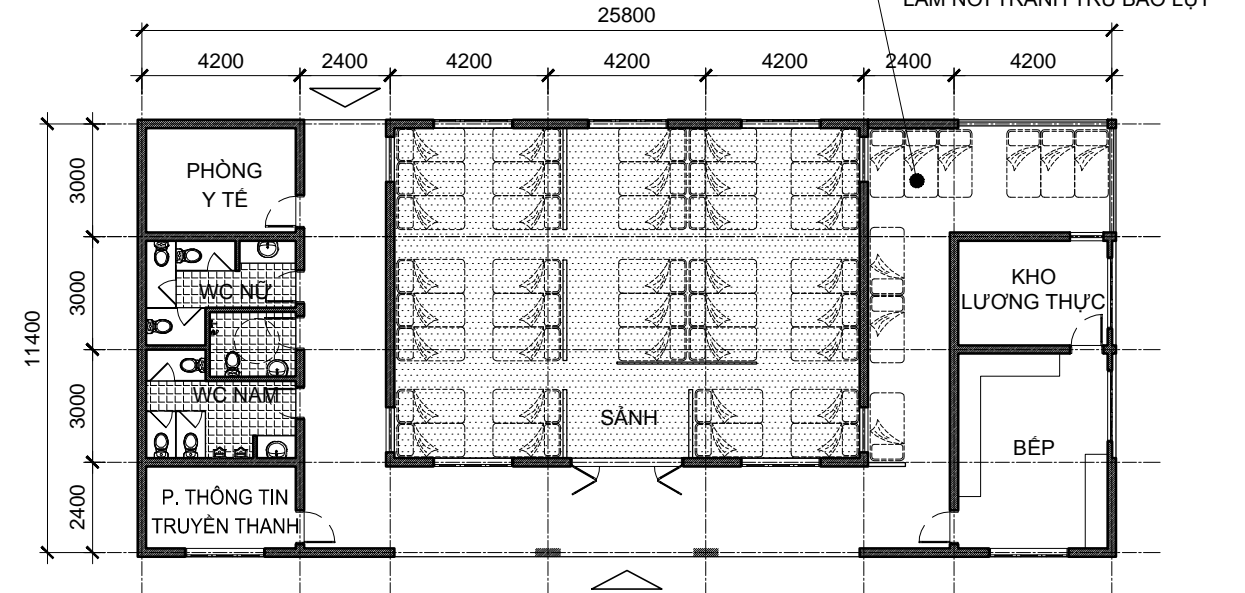 LÀM NƠI TRÁNH TRÚ BÃO LỤT
25800
4200 2400 4200 4200 4200 2400 4200
11400
3000
3000
3000
2400
PHÒNG
Y TẾ
WC NỮ
WC NAM
P. THÔNG TIN
TRUYỀN THANH
SẢNH
KHO
LƯƠNG THỰC
BẾP